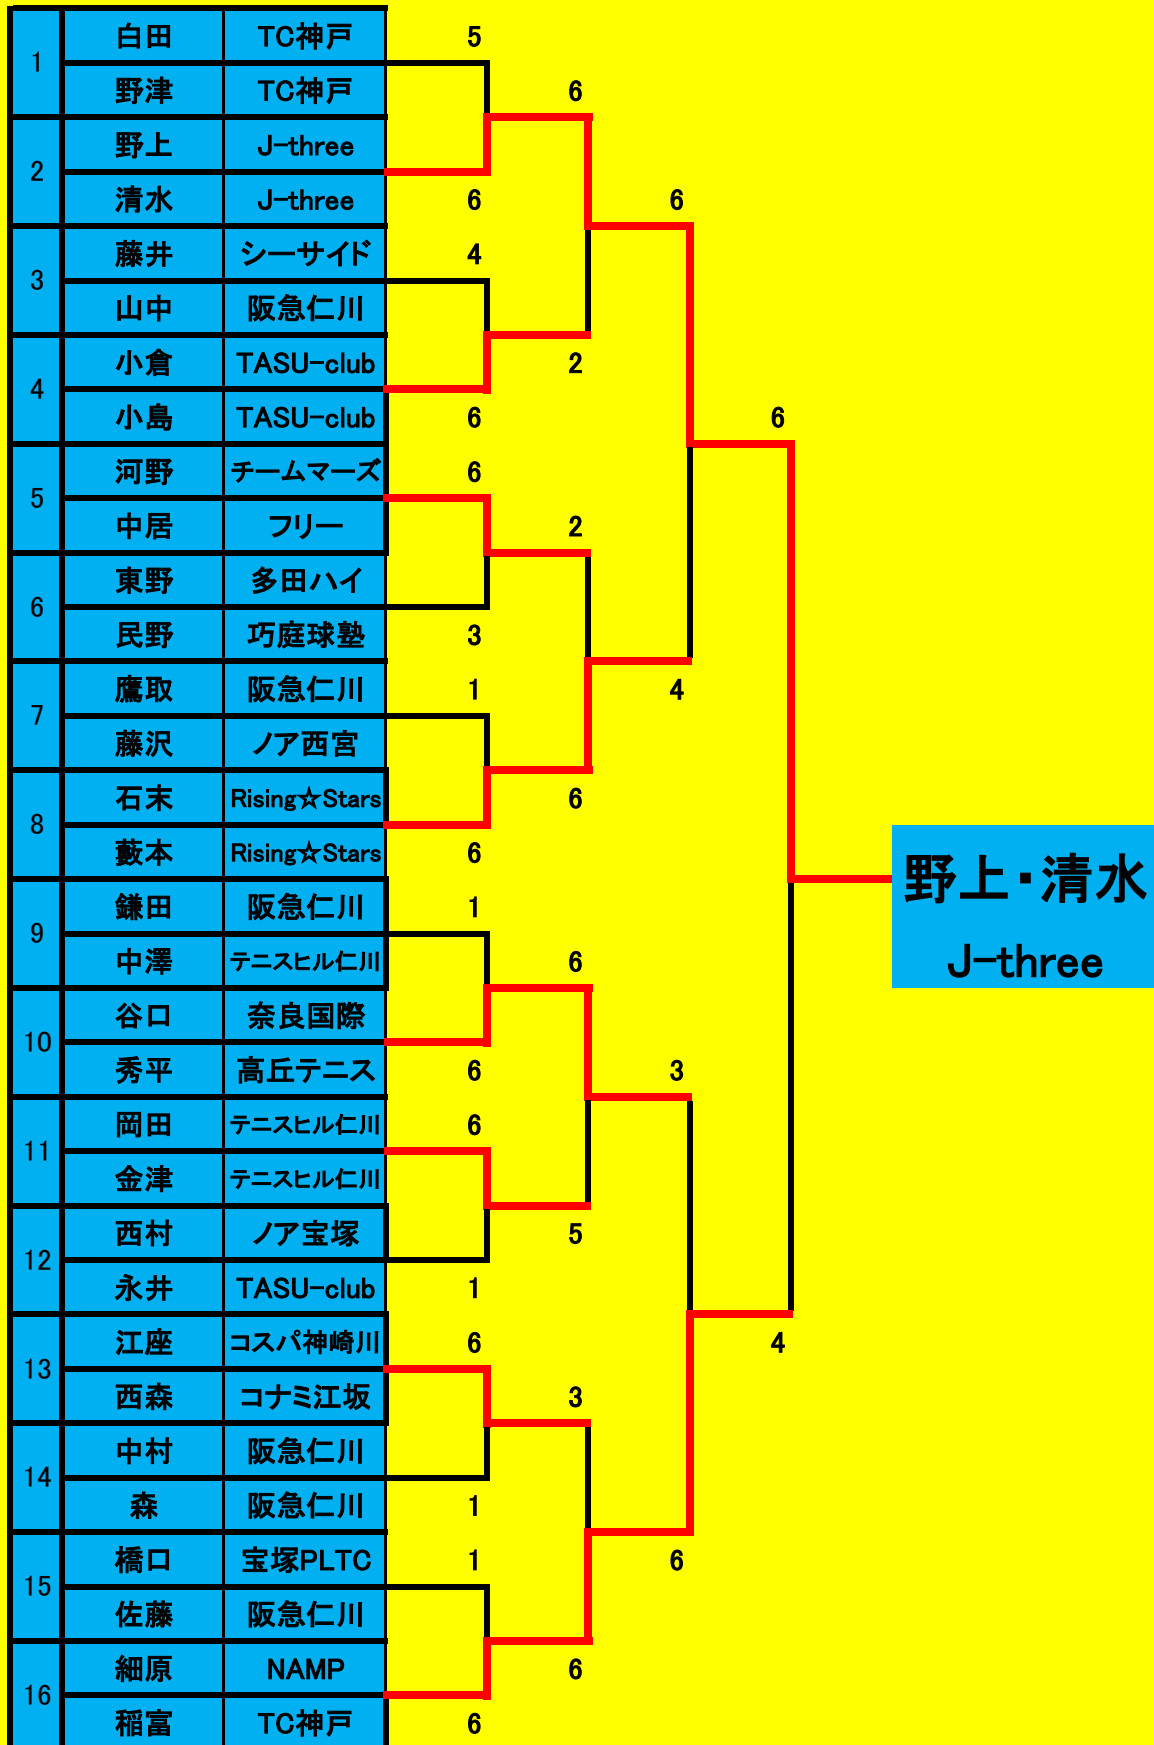 白田 TC神戸 5
1
野津 TC神戸 6
野上 J-three
2
清水 J-three 6 6
藤井 シーサイド 4
3
山中 阪急仁川
小倉 TASU-club 2
4
小島 TASU-club 6 6
河野 チームマーズ 6
5
中居 フリー 2
東野 多田ハイ
6
民野 巧庭球塾 3
鷹取 阪急仁川 1 4
7
藤沢 ノア西宮
石末 Rising☆Stars 6
8
藪本 Rising☆Stars 6
野上・清水
鎌田 阪急仁川 1
9
中澤 テニスヒル仁川 6
J-three
谷口 奈良国際
10
秀平 高丘テニス 6 3
岡田 テニスヒル仁川 6
11
金津 テニスヒル仁川
西村 ノア宝塚 5
12
永井 TASU-club 1
江座 コスパ神崎川 6 4
13
西森 コナミ江坂 3
中村 阪急仁川
14
森 阪急仁川 1
橋口 宝塚PLTC 1 6
15
佐藤 阪急仁川
細原 NAMP 6
16
稲富 TC神戸 6